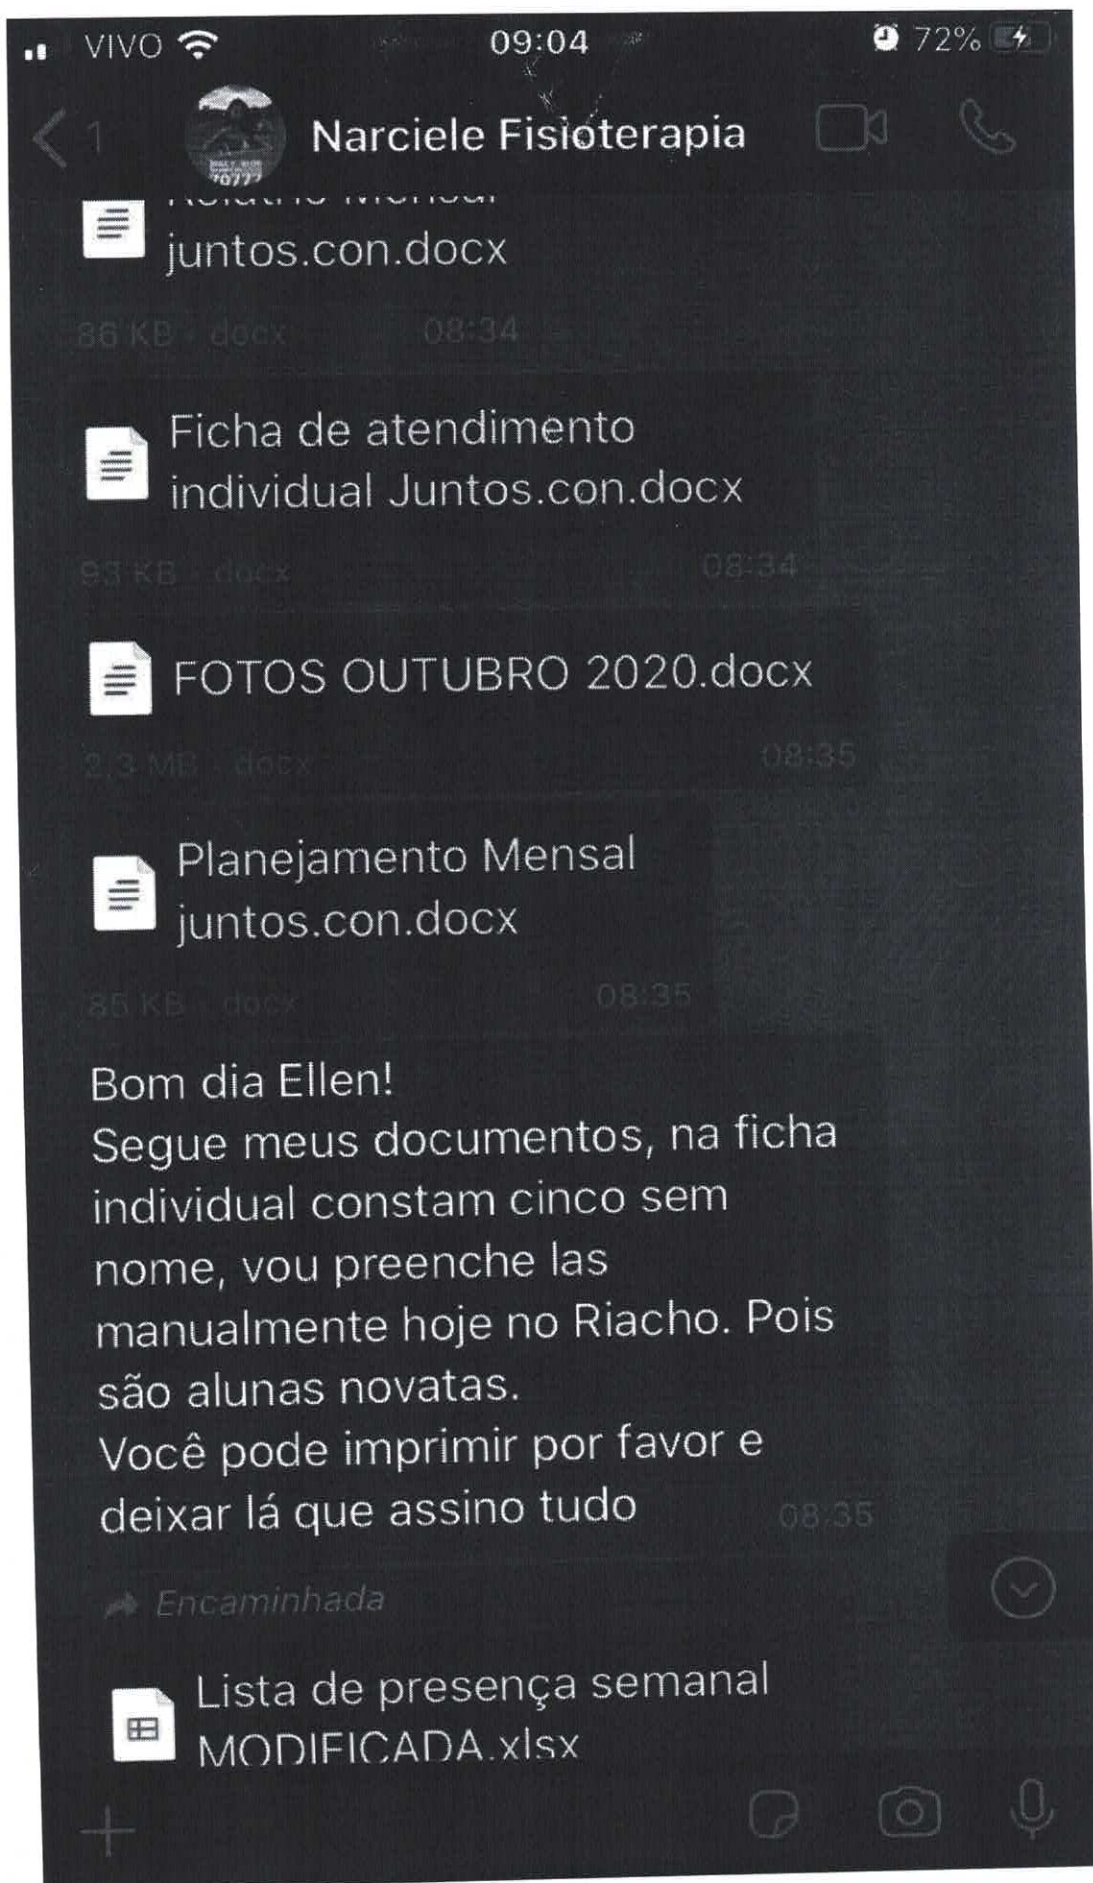 VIVO 09:04 72%
1 Narciele Fisioterapia
juntos.con.docx
86 KB · docx 08:34
Ficha de atendimento
individual Juntos.con.docx
93 KB · docx 08:34
FOTOS OUTUBRO 2020.docx
2,3 MB · docx 08:35
Planejamento Mensal
juntos.con.docx
85 KB · docx 08:35
Bom dia Ellen!
Segue meus documentos, na ficha
individual constam cinco sem
nome, vou preenche las
manualmente hoje no Riacho. Pois
são alunas novatas.
Você pode imprimir por favor e
deixar lá que assino tudo 08:35
Encaminhada
Lista de presença semanal
MODIFICADA.xlsx